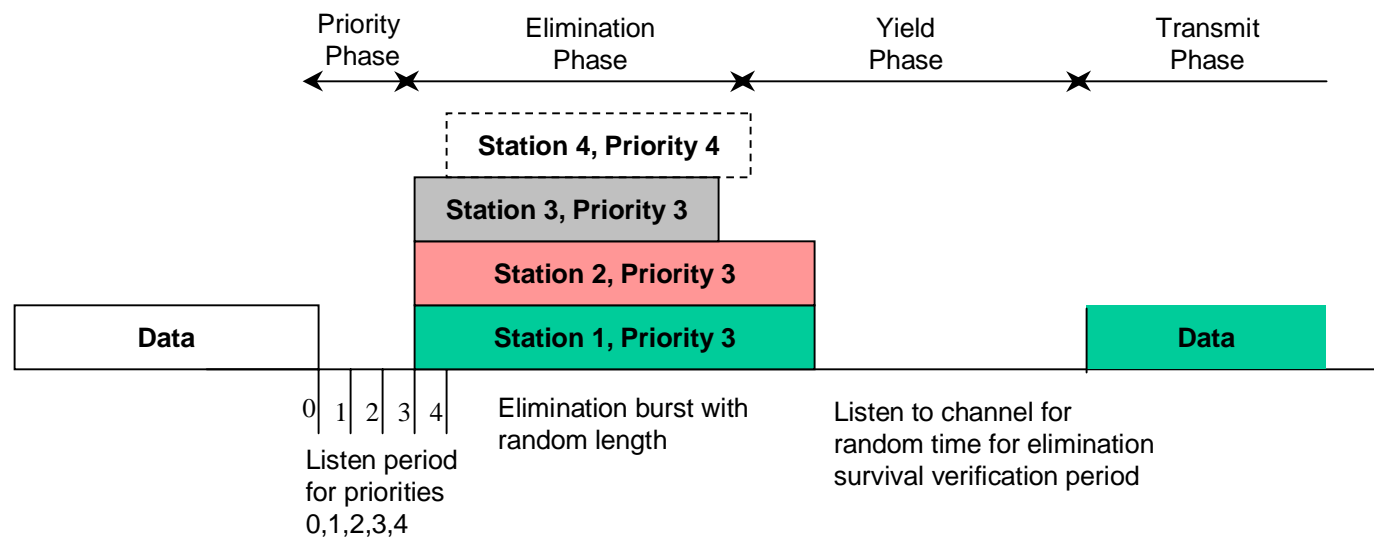 Priority
Phase
Elimination
Phase
Yield
Phase
Transmit
Phase
Station 4, Priority 4
Station 3, Priority 3
Station 2, Priority 3
Data
Station 1, Priority 3
Data
0 1 2 3 4
Listen period
for priorities
0,1,2,3,4
Elimination burst with
random length
Listen to channel for
random time for elimination
survival verification period